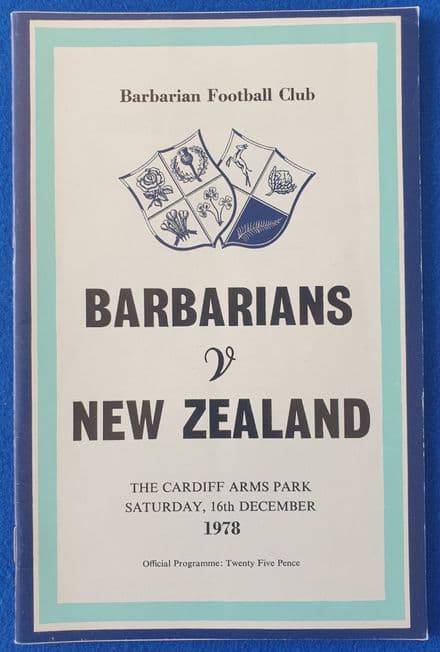 Barbarian Football Club
BARBARIANS
v
NEW ZEALAND
THE CARDIFF ARMS PARK
SATURDAY, 16th DECEMBER
1978
Official Programme: Twenty Five Pence